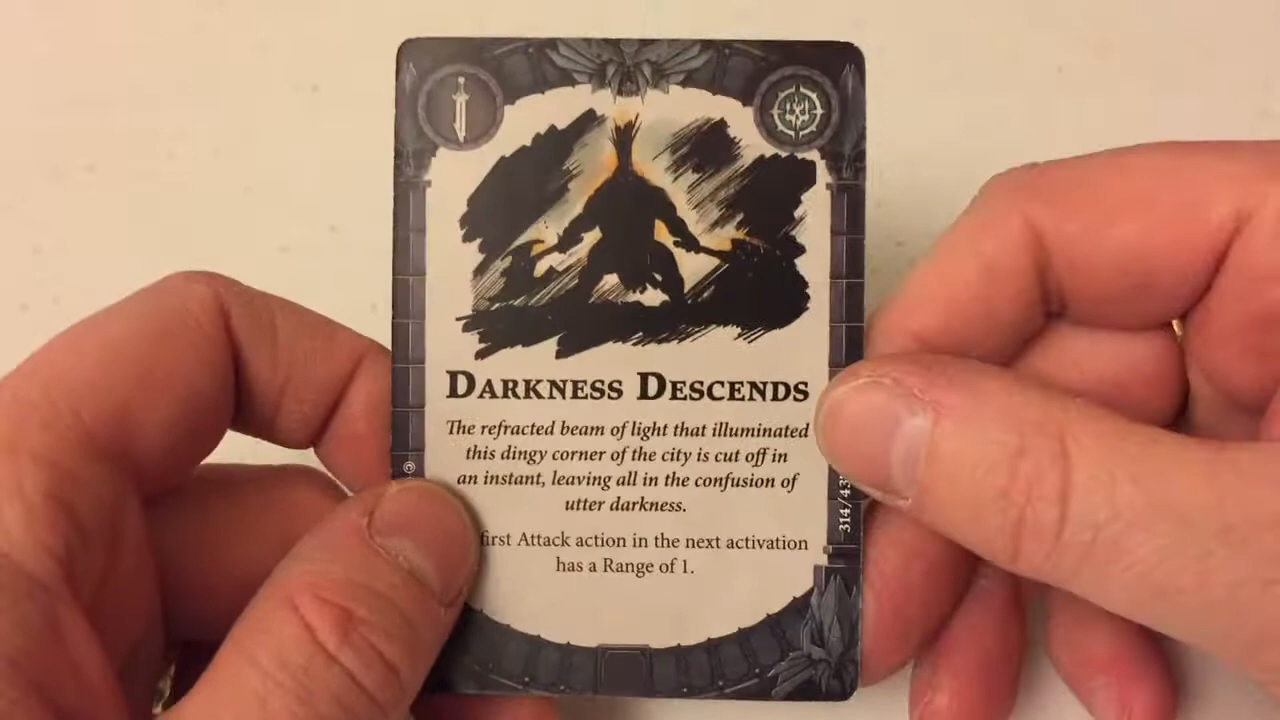 DARKNESS DESCENDS
The refracted beam of light that illuminated
this dingy corner of the city is cut off in
an instant, leaving all in the confusion of
utter darkness.
first Attack action in the next activation
has a Range of 1.
©
314/43